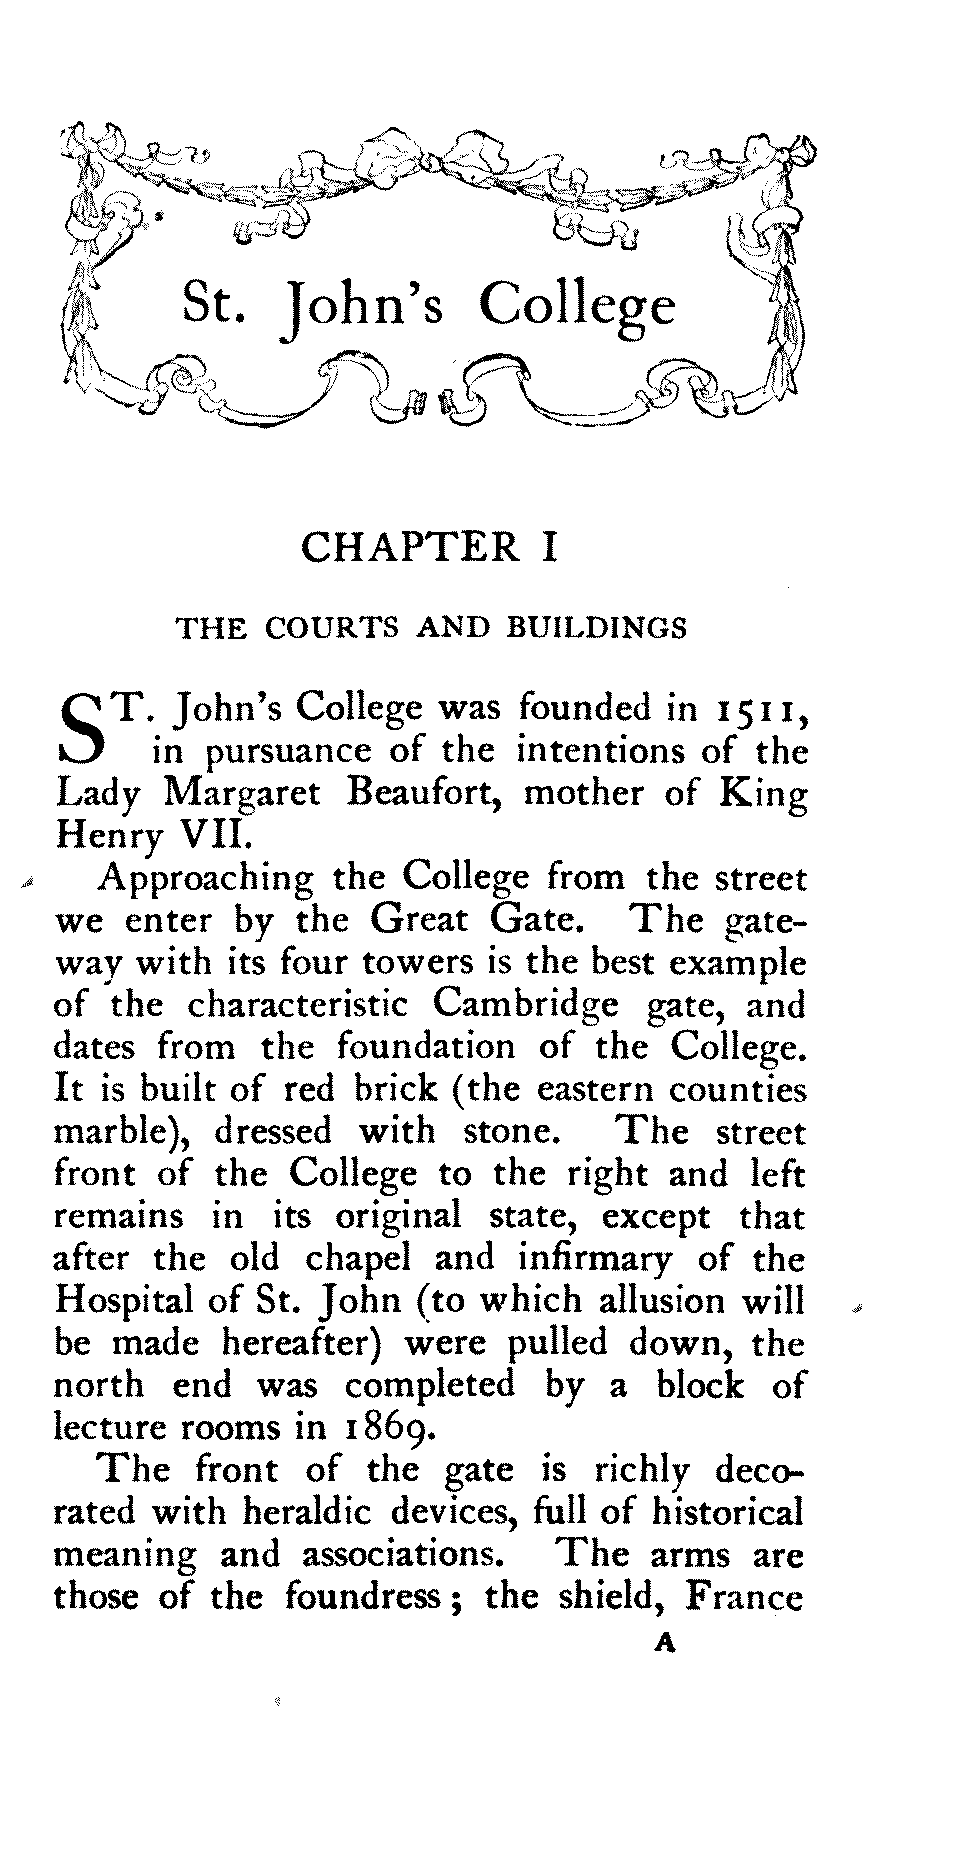 St. John's College
CHAPTER I
THE COURTS AND BUILDINGS
ST. John's College was founded in 1511,
in pursuance of the intentions of the
Lady Margaret Beaufort, mother of King
Henry VII.
Approaching the College from the street
we enter by the Great Gate. The gate-
way with its four towers is the best example
of the characteristic Cambridge gate, and
dates from the foundation of the College.
It is built of red brick (the eastern counties
marble), dressed with stone. The street
front of the College to the right and left
remains in its original state, except that
after the old chapel and infirmary of the
Hospital of St. John (to which allusion will
be made hereafter) were pulled down, the
north end was completed by a block of
lecture rooms in 1869.
The front of the gate is richly deco-
rated with heraldic devices, full of historical
meaning and associations. The arms are
those of the foundress; the shield, France
A